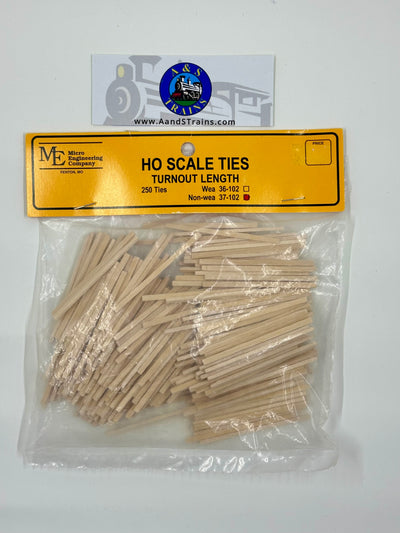 A & S
TRAINS
www.AandSTrains.com
ME Micro
Engineering
Company
FENTON, MO
HO SCALE TIES
TURNOUT LENGTH
250 Ties Wea 36-102
Non-wea 37-102
PRICE